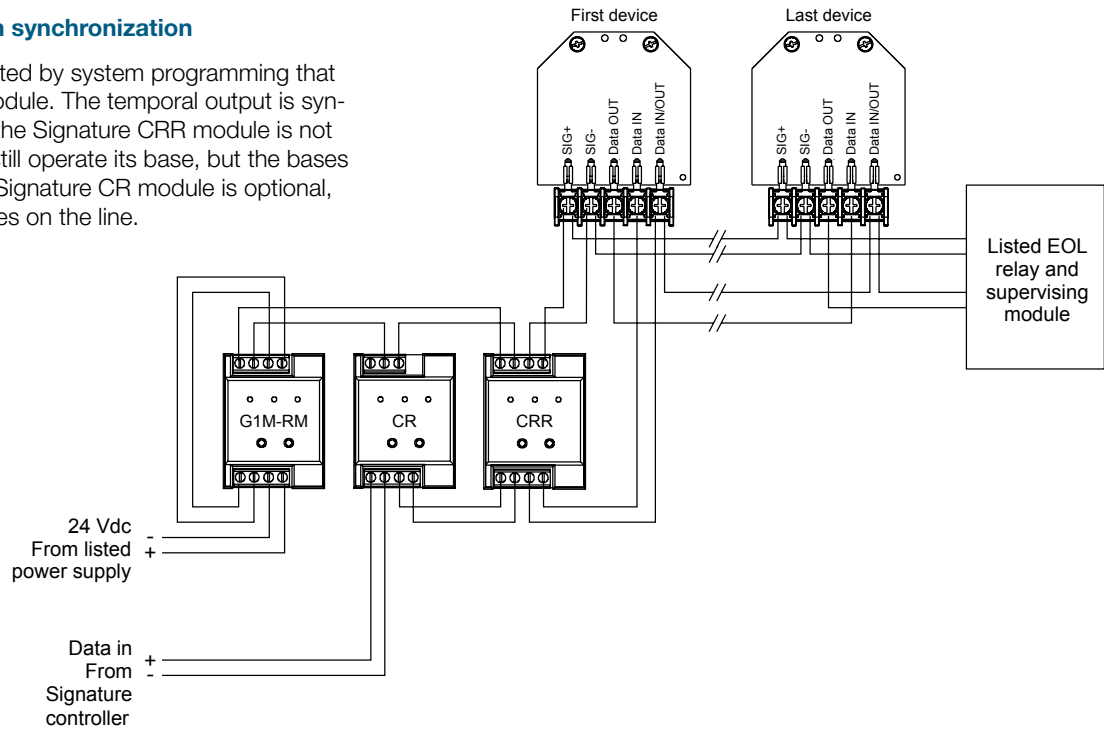 n synchronization
ted by system programming that
odule. The temporal output is syn-
the Signature CRR module is not
still operate its base, but the bases
Signature CR module is optional,
es on the line.
First device
Last device
SIG+
SIG-
Data OUT
Data IN
Data IN/OUT
SIG+
SIG-
Data OUT
Data IN
Data IN/OUT
Listed EOL
relay and
supervising
module
G1M-RM
CR
CRR
24 Vdc
From listed
power supply
-
+
Data in
From
Signature
controller
+
-